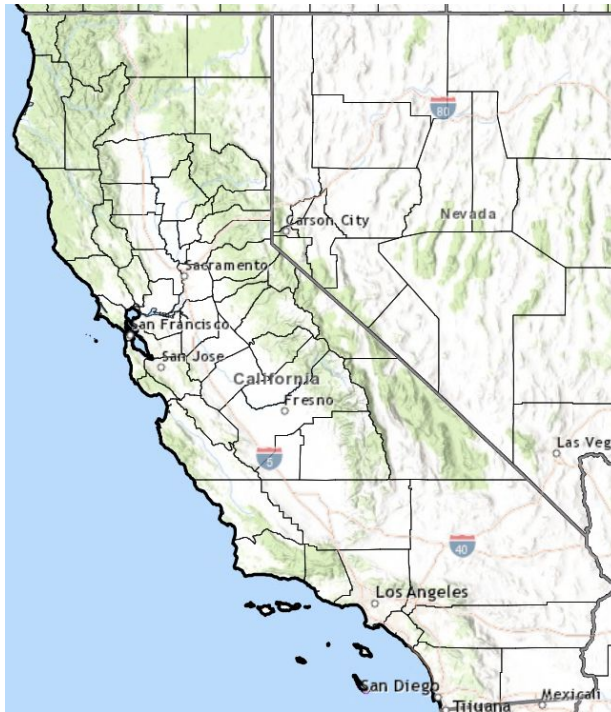 80
Carson City
Nevada
Sacramento
San Francisco
San Jose
California
Fresno
Las Veg
5
40
Los Angeles
San Diego
Tijuana
Mexicali